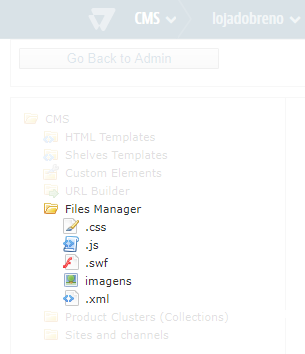 CMS lojadobreno
Go Back to Admin
CMS
HTML Templates
Shelves Templates
Custom Elements
URL Builder
Files Manager
.css
.js
.swf
imagens
.xml
Product Clusters (Collections)
Sites and channels